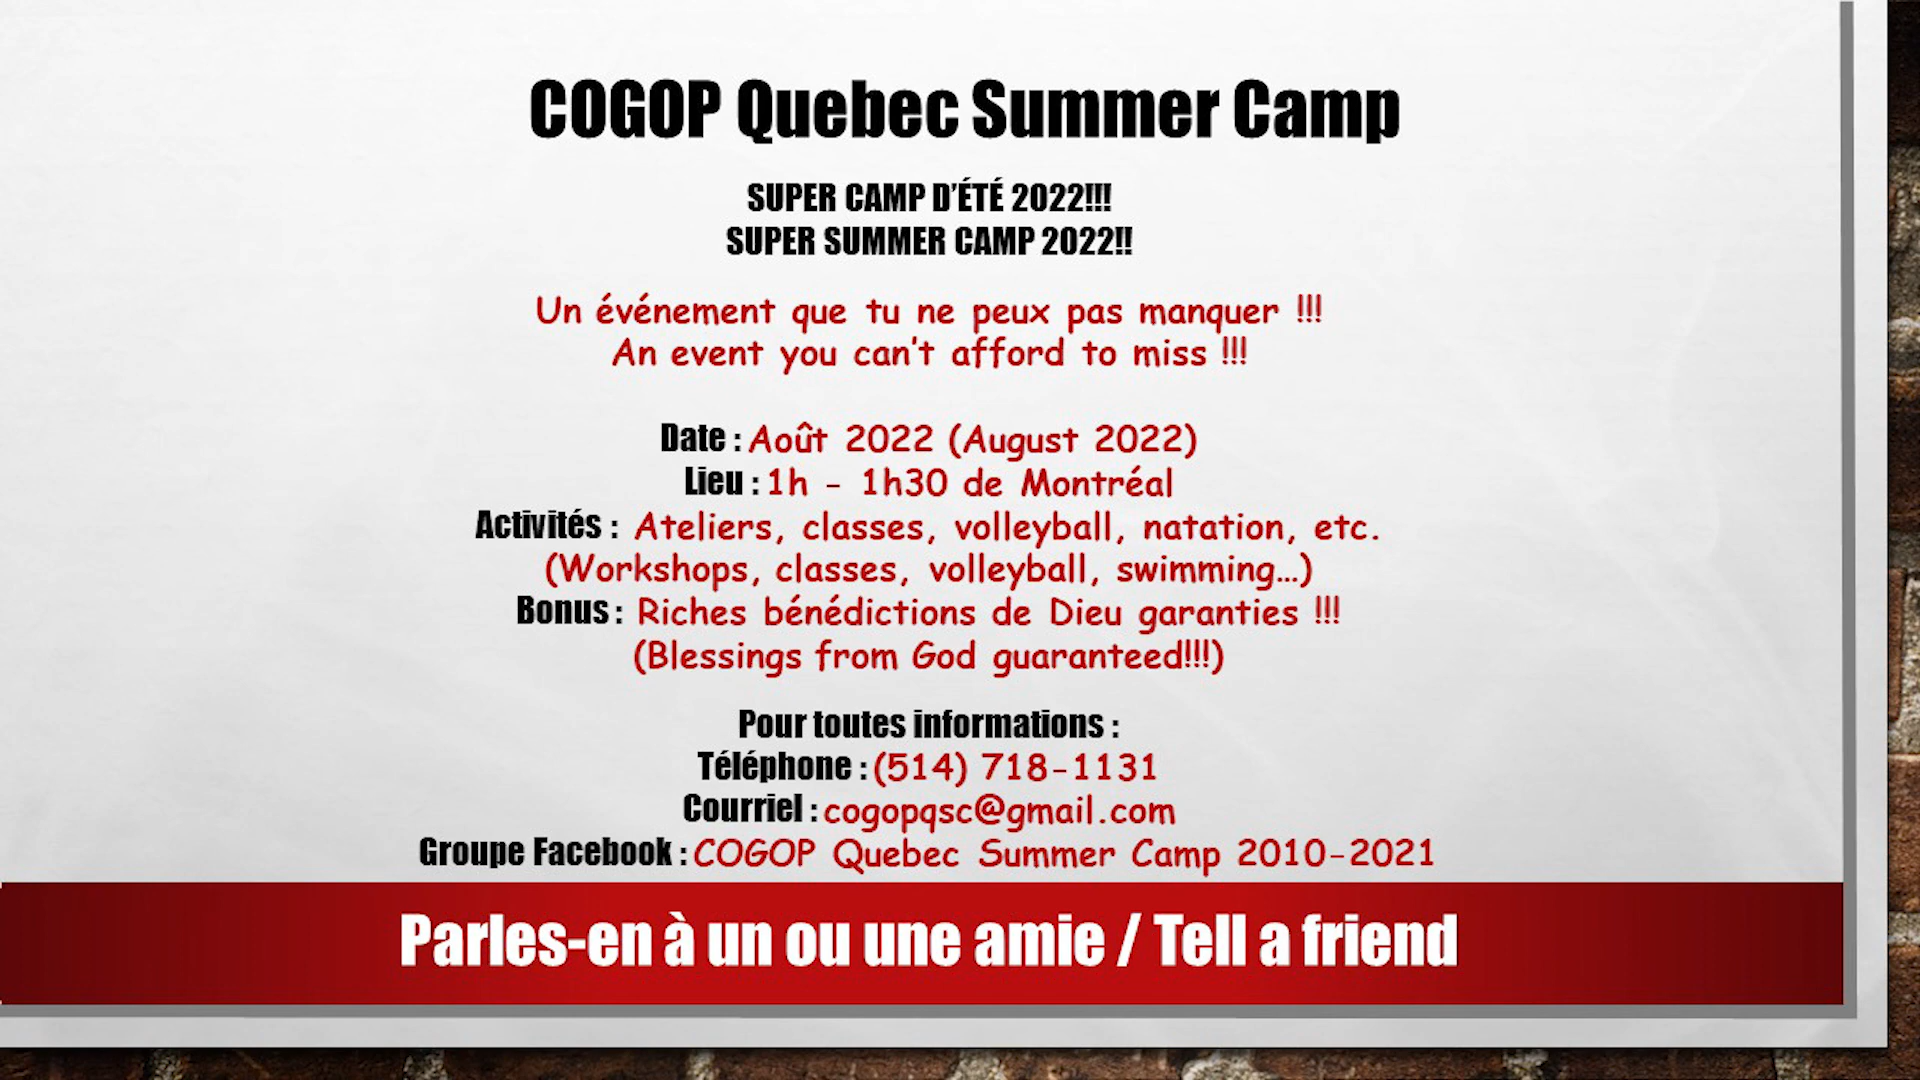 COGOP Quebec Summer Camp
SUPER CAMP D'ÉTÉ 2022!!!
SUPER SUMMER CAMP 2022!!
Un événement que tu ne peux pas manquer !!!
An event you can't afford to miss !!!
Date : Août 2022 (August 2022)
Lieu : 1h - 1h30 de Montréal
Activités : Ateliers, classes, volleyball, natation, etc.
(Workshops, classes, volleyball, swimming...)
Bonus : Riches bénédictions de Dieu garanties !!!
(Blessings from God guaranteed!!!)
Pour toutes informations :
Téléphone : (514) 718-1131
Courriel : cogopqsc@gmail.com
Groupe Facebook : COGOP Quebec Summer Camp 2010-2021
Parles-en à un ou une amie / Tell a friend